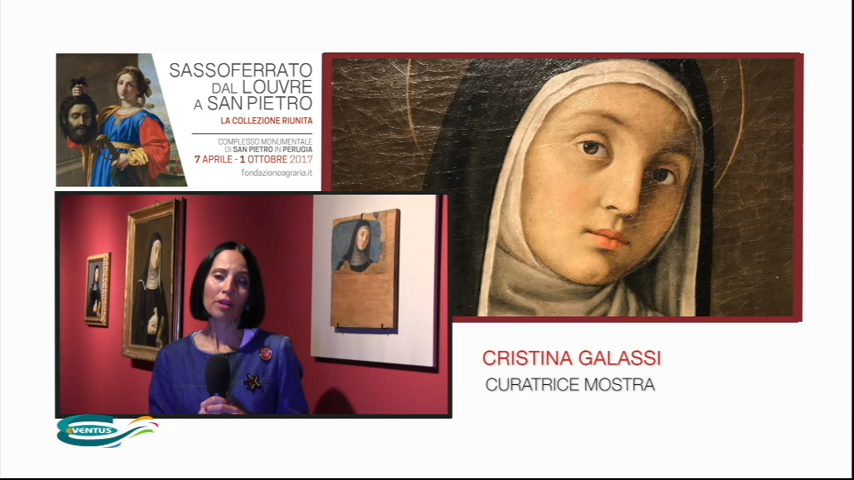 SASSOFERRATO
DAL LOUVRE
A SAN PIETRO
LA COLLEZIONE RIUNITA
COMPLESSO MONUMENTALE
DI SAN PIETRO IN PERUGIA
7 APRILE - 1 OTTOBRE 2017
fondazioneagraria.it
CRISTINA GALASSI
CURATRICE MOSTRA
EVENTUS